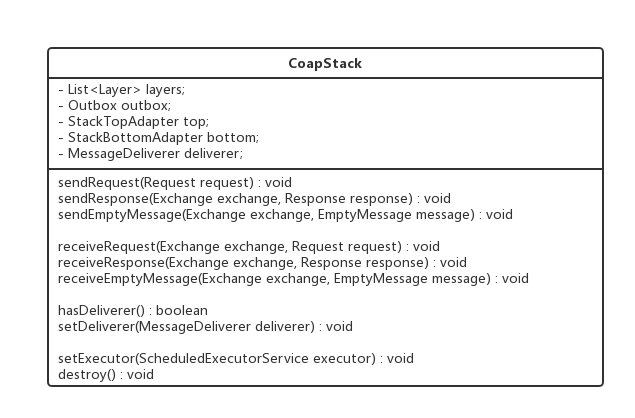 CoapStack
- List<Layer> layers;
- Outbox outbox;
- StackTopAdapter top;
- StackBottomAdapter bottom;
- MessageDeliverer deliverer;
sendRequest(Request request) : void
sendResponse(Exchange exchange, Response response) : void
sendEmptyMessage(Exchange exchange, EmptyMessage message) : void
receiveRequest(Exchange exchange, Request request) : void
receiveResponse(Exchange exchange, Response response) : void
receiveEmptyMessage(Exchange exchange, EmptyMessage message) : void
hasDeliverer() : boolean
setDeliverer(MessageDeliverer deliverer) : void
setExecutor(ScheduledExecutorService executor) : void
destroy() : void